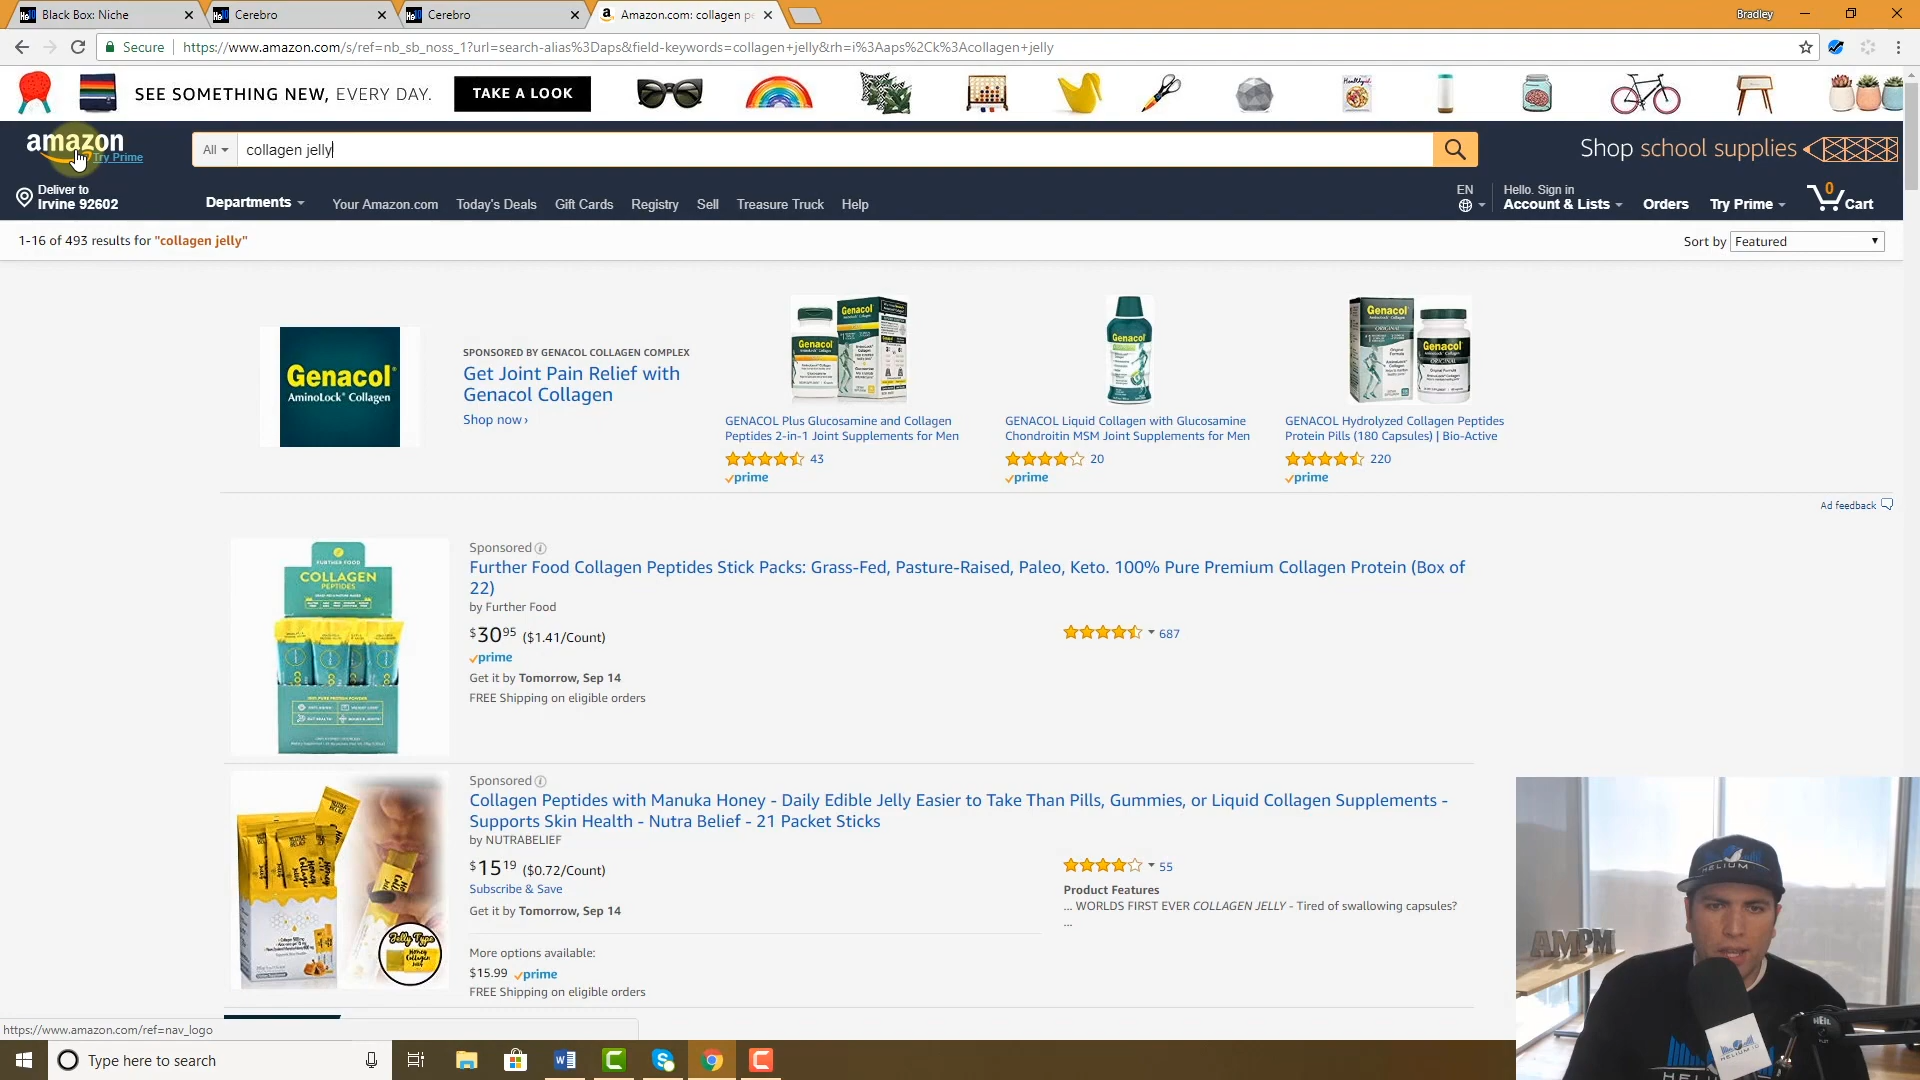 Black Box: Niche
Cerebro
Cerebro
Amazon.com: collagen pe
Bradley
Secure
https://www.amazon.com/s/ref=nb_sb_noss_1?url=search-alias%3Daps&field-keywords=collagen+jelly&rh=i%3Aaps%2Ck%3Acollagen+jelly
SEE SOMETHING NEW, EVERY DAY.
TAKE A LOOK
amazon
Try Prime
All
collagen jelly
Shop school supplies
Deliver to
Irvine 92602
Departments
Your Amazon.com
Today's Deals
Gift Cards
Registry
Sell
Treasure Truck
Help
EN
Hello. Sign in
Account & Lists
Orders
Try Prime
0
Cart
1-16 of 493 results for "collagen jelly"
Sort by Featured
Genacol
AminoLock® Collagen
SPONSORED BY GENACOL COLLAGEN COMPLEX
Get Joint Pain Relief with
Genacol Collagen
Shop now ›
GENACOL Plus Glucosamine and Collagen
Peptides 2-in-1 Joint Supplements for Men
43
prime
GENACOL Liquid Collagen with Glucosamine
Chondroitin MSM Joint Supplements for Men
20
prime
GENACOL Hydrolyzed Collagen Peptides
Protein Pills (180 Capsules) | Bio-Active
220
prime
Ad feedback
FURTHER FOOD
COLLAGEN
PEPTIDES
Sponsored
Further Food Collagen Peptides Stick Packs: Grass-Fed, Pasture-Raised, Paleo, Keto. 100% Pure Premium Collagen Protein (Box of
22)
by Further Food
$30 95 ($1.41/Count)
687
prime
Get it by Tomorrow, Sep 14
FREE Shipping on eligible orders
Jelly Type
Honey
Collagen
Jelly
Sponsored
Collagen Peptides with Manuka Honey - Daily Edible Jelly Easier to Take Than Pills, Gummies, or Liquid Collagen Supplements -
Supports Skin Health - Nutra Belief - 21 Packet Sticks
by NUTRABELIEF
$15 19 ($0.72/Count)
55
Subscribe & Save
Get it by Tomorrow, Sep 14
Product Features
... WORLDS FIRST EVER COLLAGEN JELLY - Tired of swallowing capsules?
...
More options available:
$15.99 prime
FREE Shipping on eligible orders
AMPM
HELIUM
https://www.amazon.com/ref=nav_logo
Type here to search